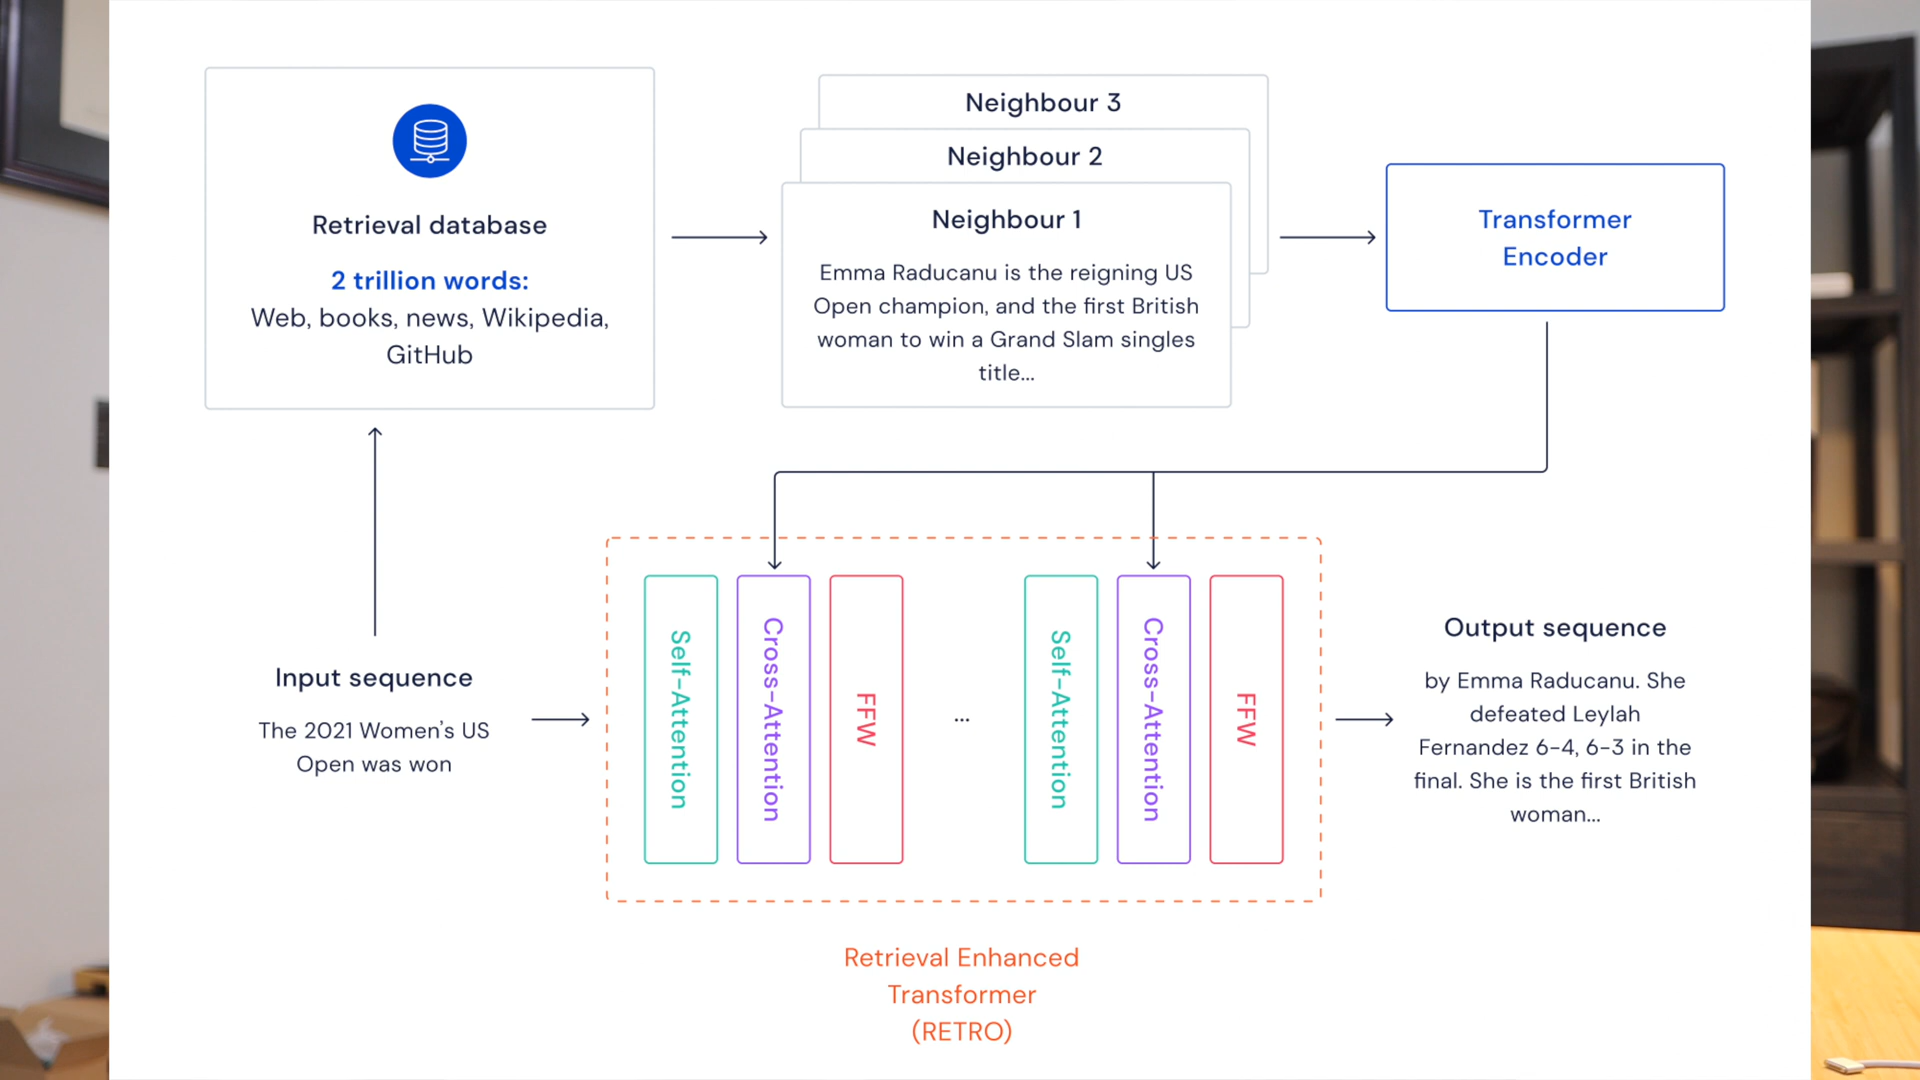 Retrieval database
2 trillion words:
Web, books, news, Wikipedia,
GitHub
Neighbour 3
Neighbour 2
Neighbour 1
Emma Raducanu is the reigning US
Open champion, and the first British
woman to win a Grand Slam singles
title...
Transformer
Encoder
Input sequence
The 2021 Women’s US
Open was won
Self-Attention
Cross-Attention
FFW
...
Self-Attention
Cross-Attention
FFW
Output sequence
by Emma Raducanu. She
defeated Leylah
Fernandez 6-4, 6-3 in the
final. She is the first British
woman...
Retrieval Enhanced
Transformer
(RETRO)